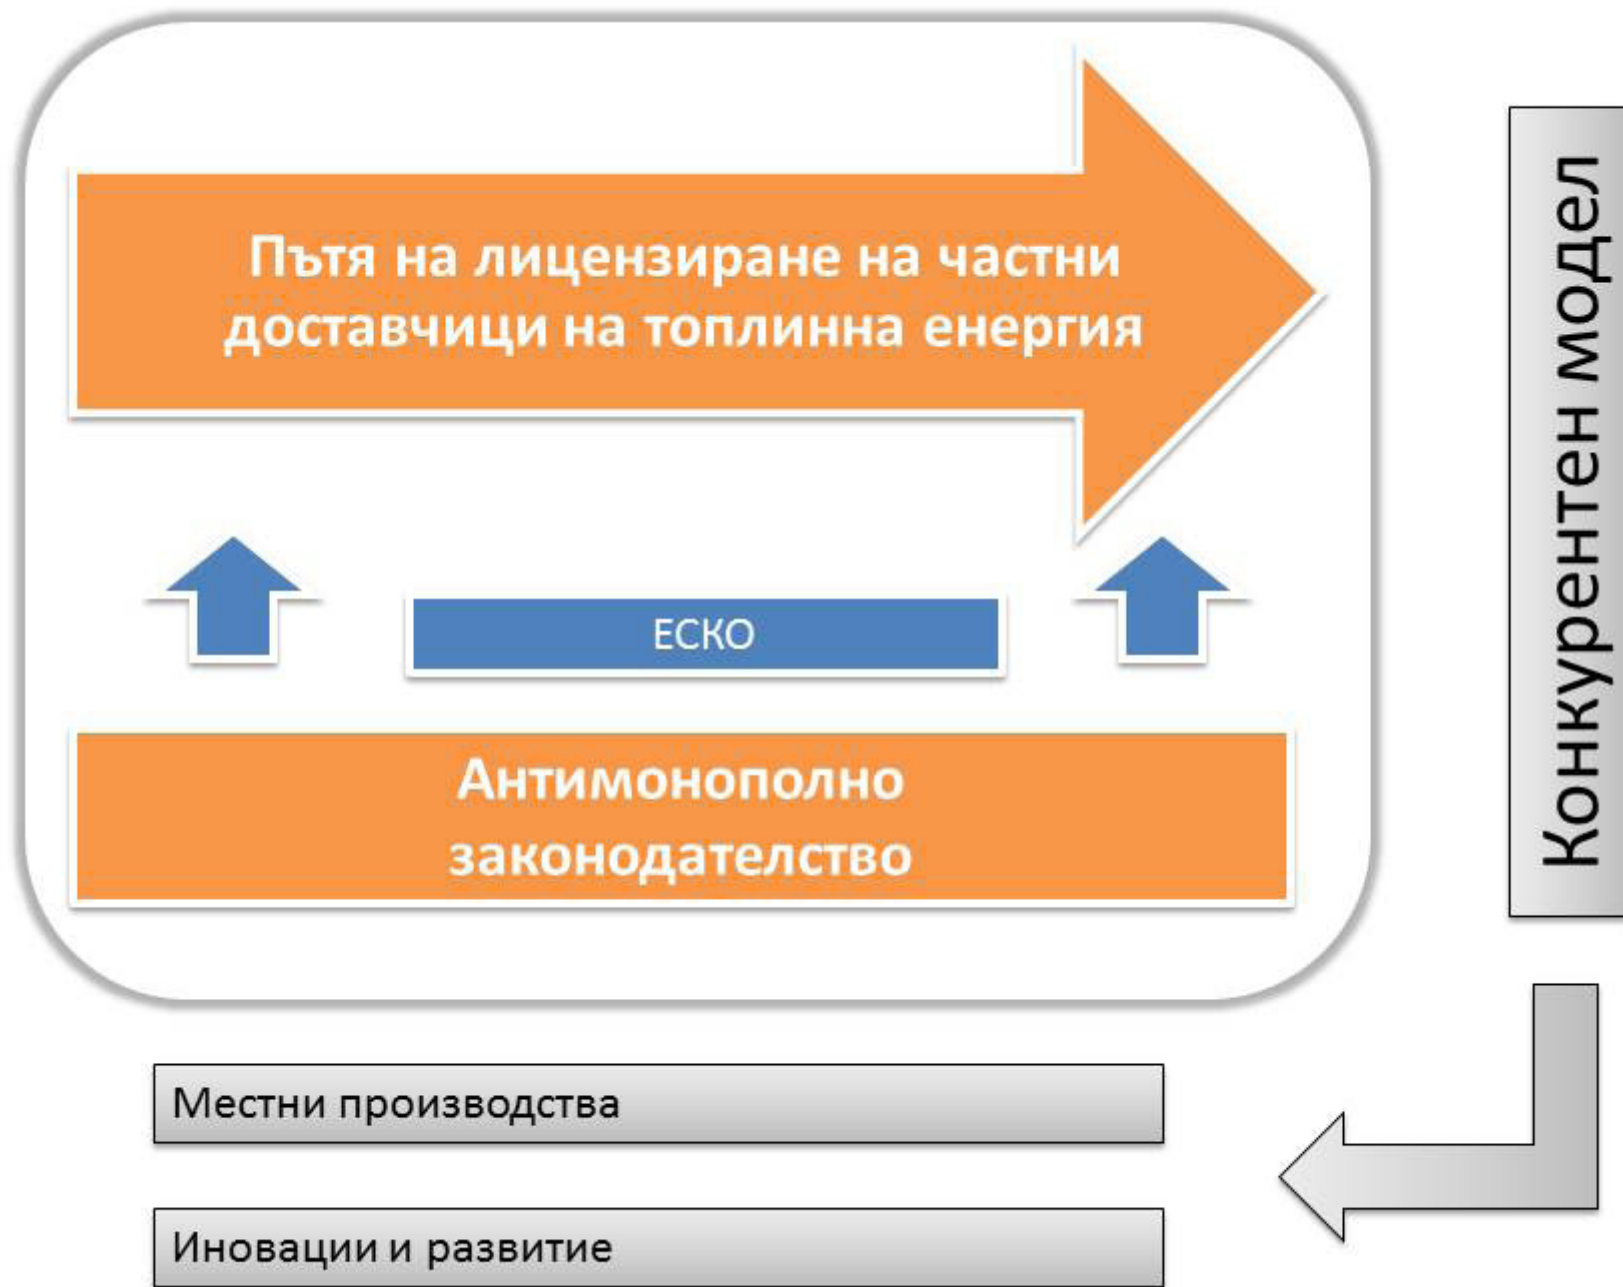 Пътя на лицензиране на частни
доставчици на топлинна енергия
ЕСКО
Антимонополно
законодателство
Конкурентен модел
Местни производства
Иновации и развитие